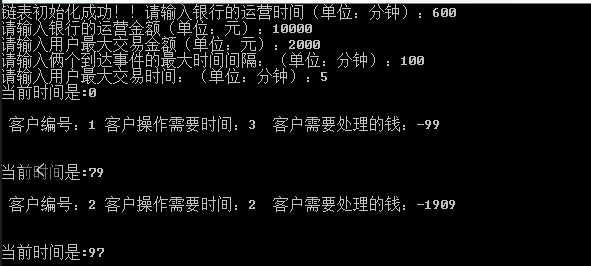 链表初始化成功！！请输入银行的运营时间（单位：分钟）：600
请输入银行的运营金额（单位：元）：10000
请输入用户最大交易金额（单位：元）：2000
请输入俩个到达事件的最大时间间隔：（单位：分钟）：100
请输入用户最大交易时间：（单位：分钟）：5
当前时间是:0
客户编号：1 客户操作需要时间：3 客户需要处理的钱：-99
当前时间是:79
客户编号：2 客户操作需要时间：2 客户需要处理的钱：-1909
当前时间是:97